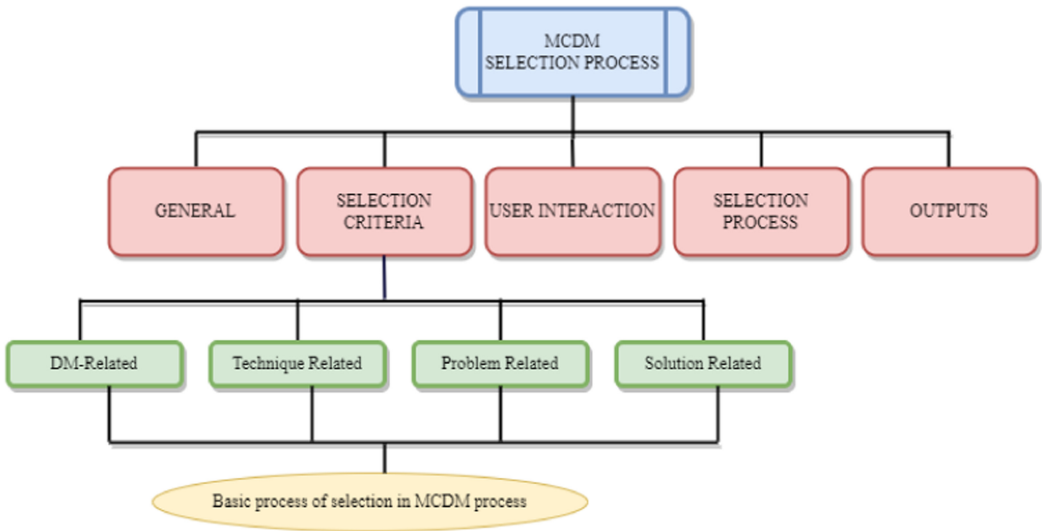 MCDM
SELECTION PROCESS
GENERAL
SELECTION
CRITERIA
USER INTERACTION
SELECTION
PROCESS
OUTPUTS
DM-Related
Technique Related
Problem Related
Solution Related
Basic process of selection in MCDM process